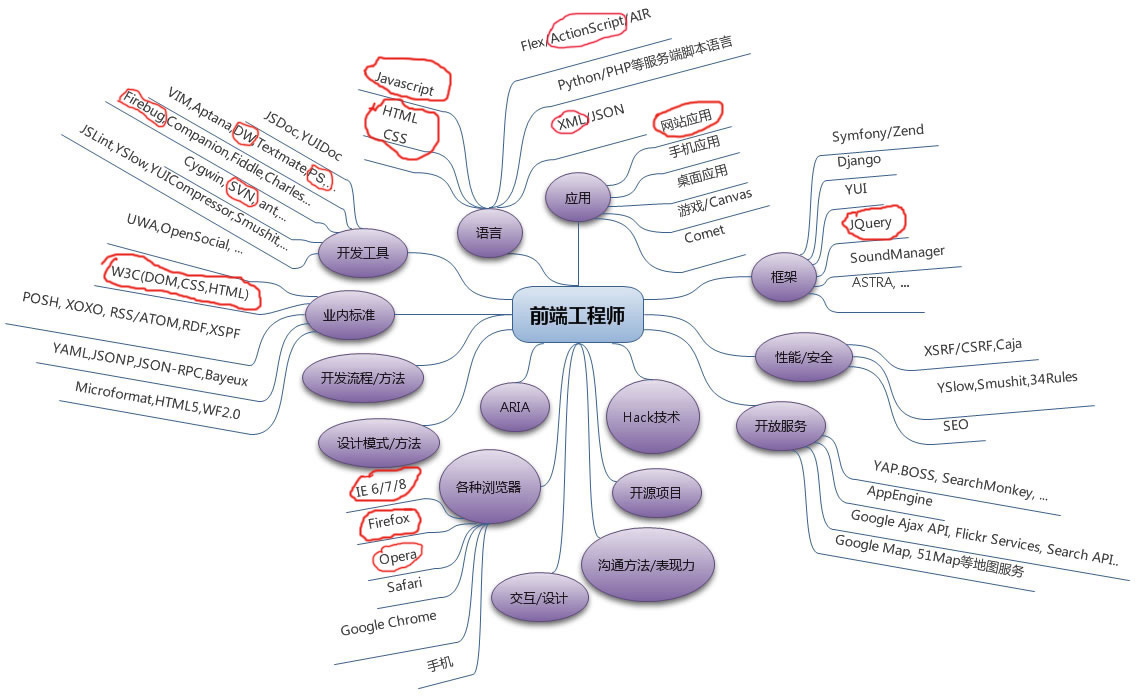 前端工程师
语言
Flex/ActionScript/AIR
Python/PHP等服务端脚本语言
Javascript
HTML
CSS
XML/JSON
应用
网站应用
手机应用
桌面应用
游戏/Canvas
Comet
框架
Symfony/Zend
Django
YUI
JQuery
SoundManager
ASTRA, ...
性能/安全
XSRF/CSRF,Caja
YSlow,Smushit,34Rules
SEO
开放服务
YAP.BOSS, SearchMonkey, ...
AppEngine
Google Ajax API, Flickr Services, Search API..
Google Map, 51Map等地图服务
Hack技术
开源项目
沟通方法/表现力
交互/设计
ARIA
各种浏览器
IE 6/7/8
Firefox
Opera
Safari
Google Chrome
手机
设计模式/方法
开发流程/方法
业内标准
UWA,OpenSocial, ...
W3C(DOM,CSS,HTML)
POSH, XOXO, RSS/ATOM,RDF,XSPF
YAML,JSONP,JSON-RPC,Bayeux
Microformat,HTML5,WF2.0
开发工具
JSDoc,YUIDoc
VIM,Aptana,DW,Textmate,PS...
Firebug,Companion,Fiddle,Charles...
Cygwin, SVN, ant,...
JSLint,YSlow,YUICompressor,Smushit,...